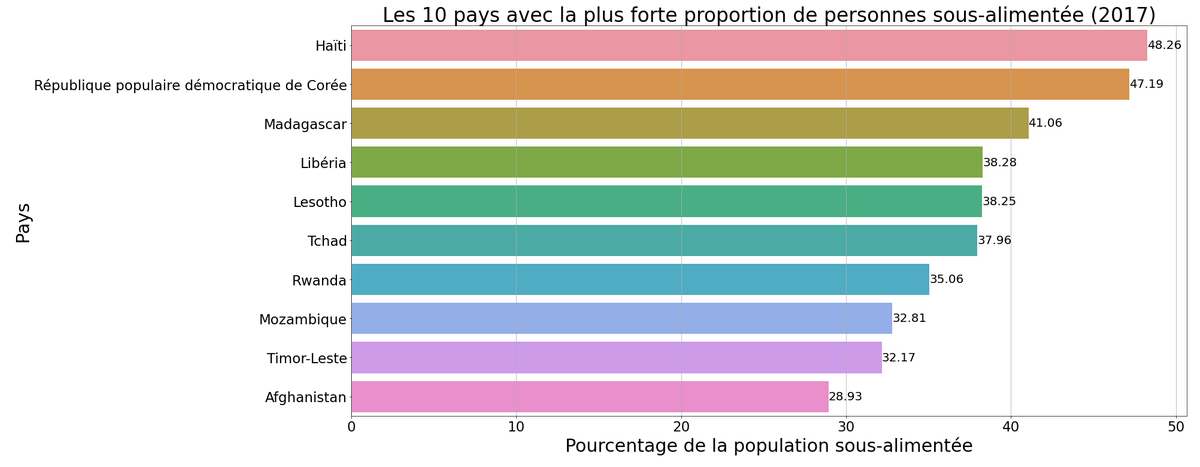 Les 10 pays avec la plus forte proportion de personnes sous-alimentée (2017)
Pays
Haïti 48.26
République populaire démocratique de Corée 47.19
Madagascar 41.06
Libéria 38.28
Lesotho 38.25
Tchad 37.96
Rwanda 35.06
Mozambique 32.81
Timor-Leste 32.17
Afghanistan 28.93
0 10 20 30 40 50
Pourcentage de la population sous-alimentée